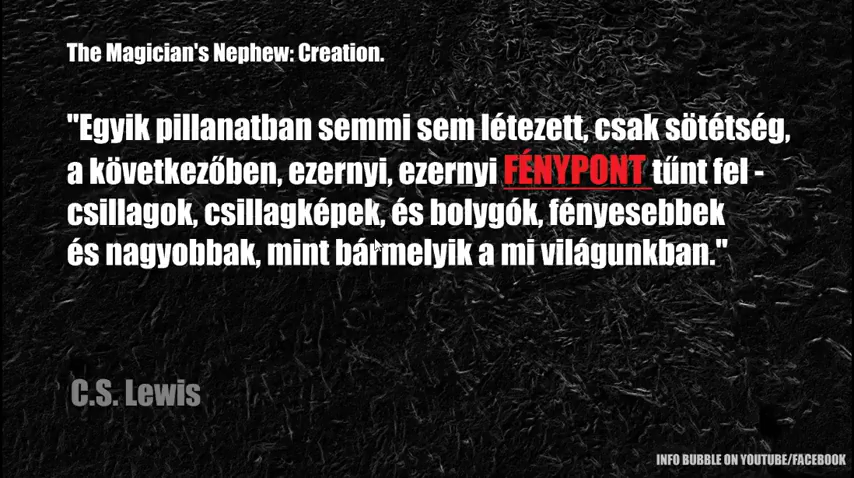 The Magician's Nephew: Creation.
"Egyik pillanatban semmi sem létezett, csak sötétség,
a következőben, ezernyi, ezernyi FÉNYPONT tűnt fel -
csillagok, csillagképek, és bolygók, fényesebbek
és nagyobbak, mint bármelyik a mi világunkban."
C.S. Lewis
INFO BUBBLE ON YOUTUBE/FACEBOOK